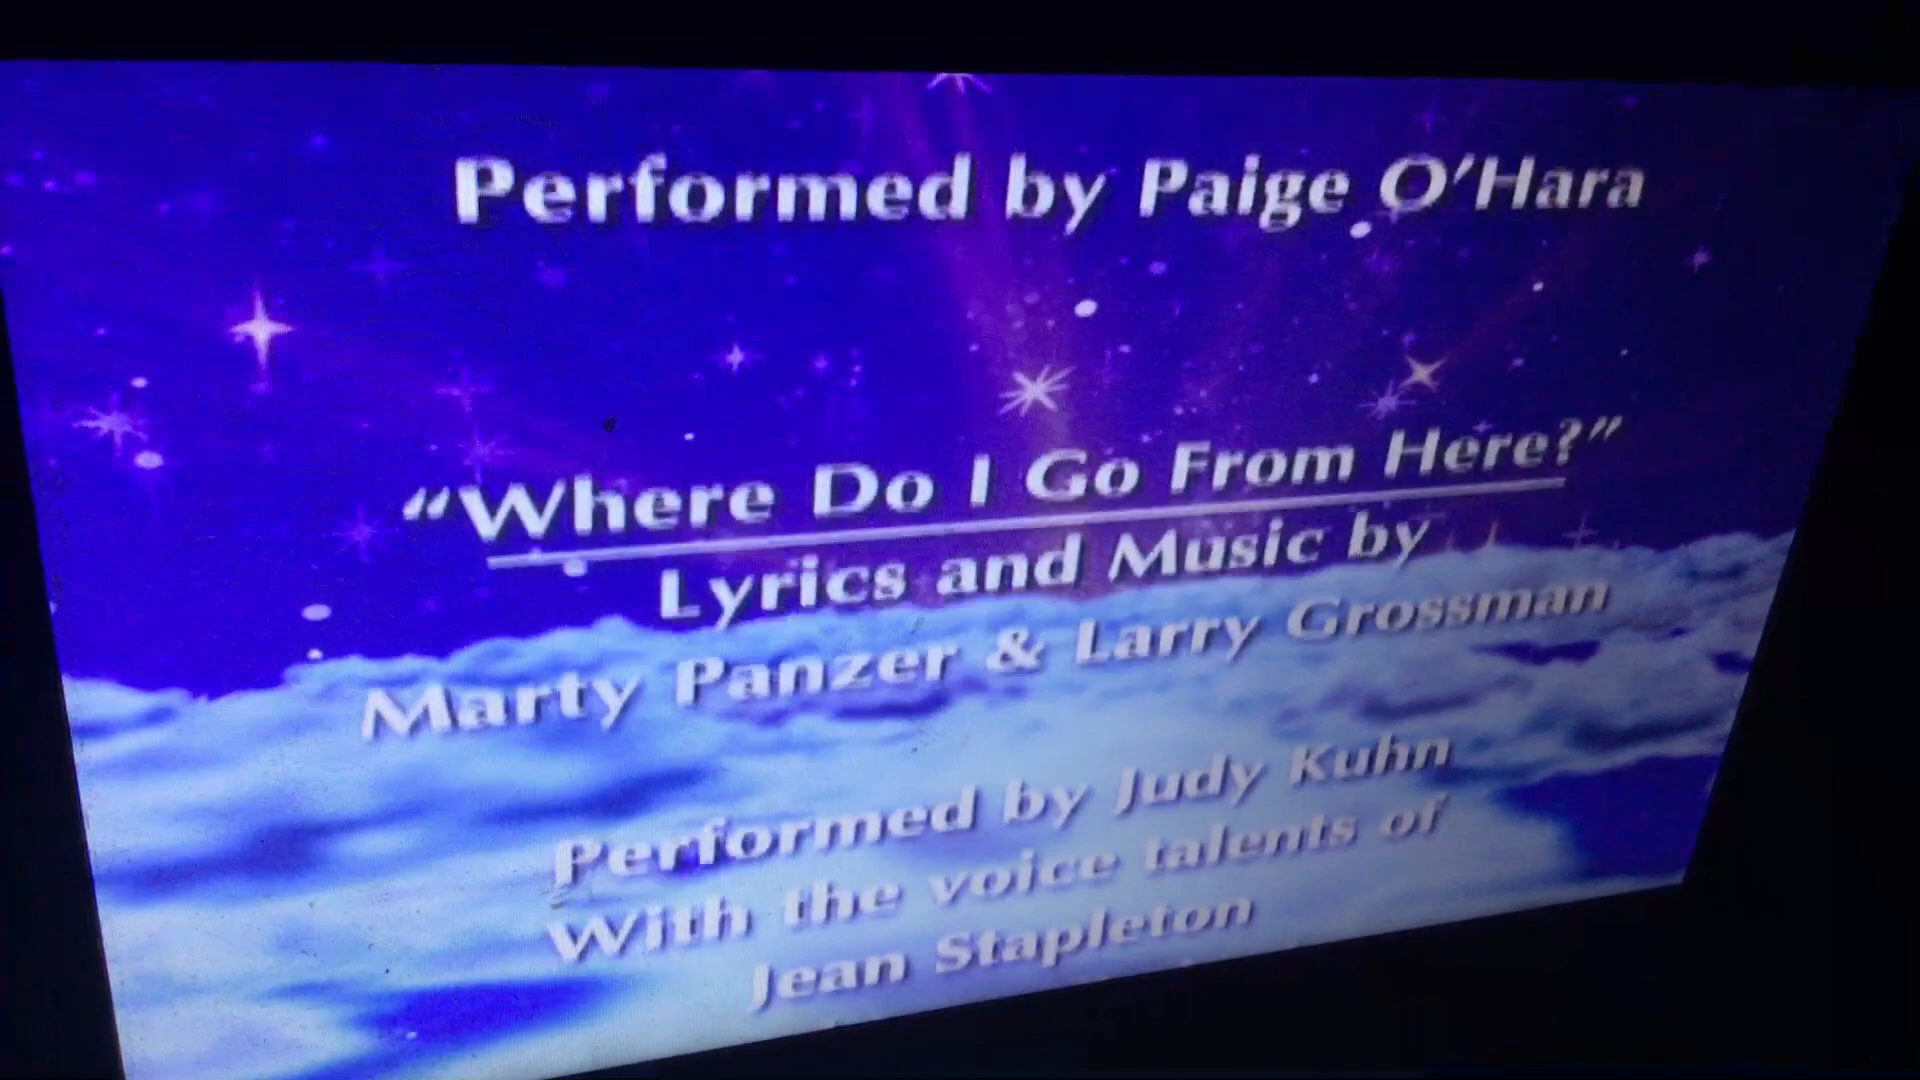 Performed by Paige O'Hara
"Where Do I Go From Here?"
Lyrics and Music by
Marty Panzer & Larry Grossman
Performed by Judy Kuhn
With the voice talents of
Jean Stapleton